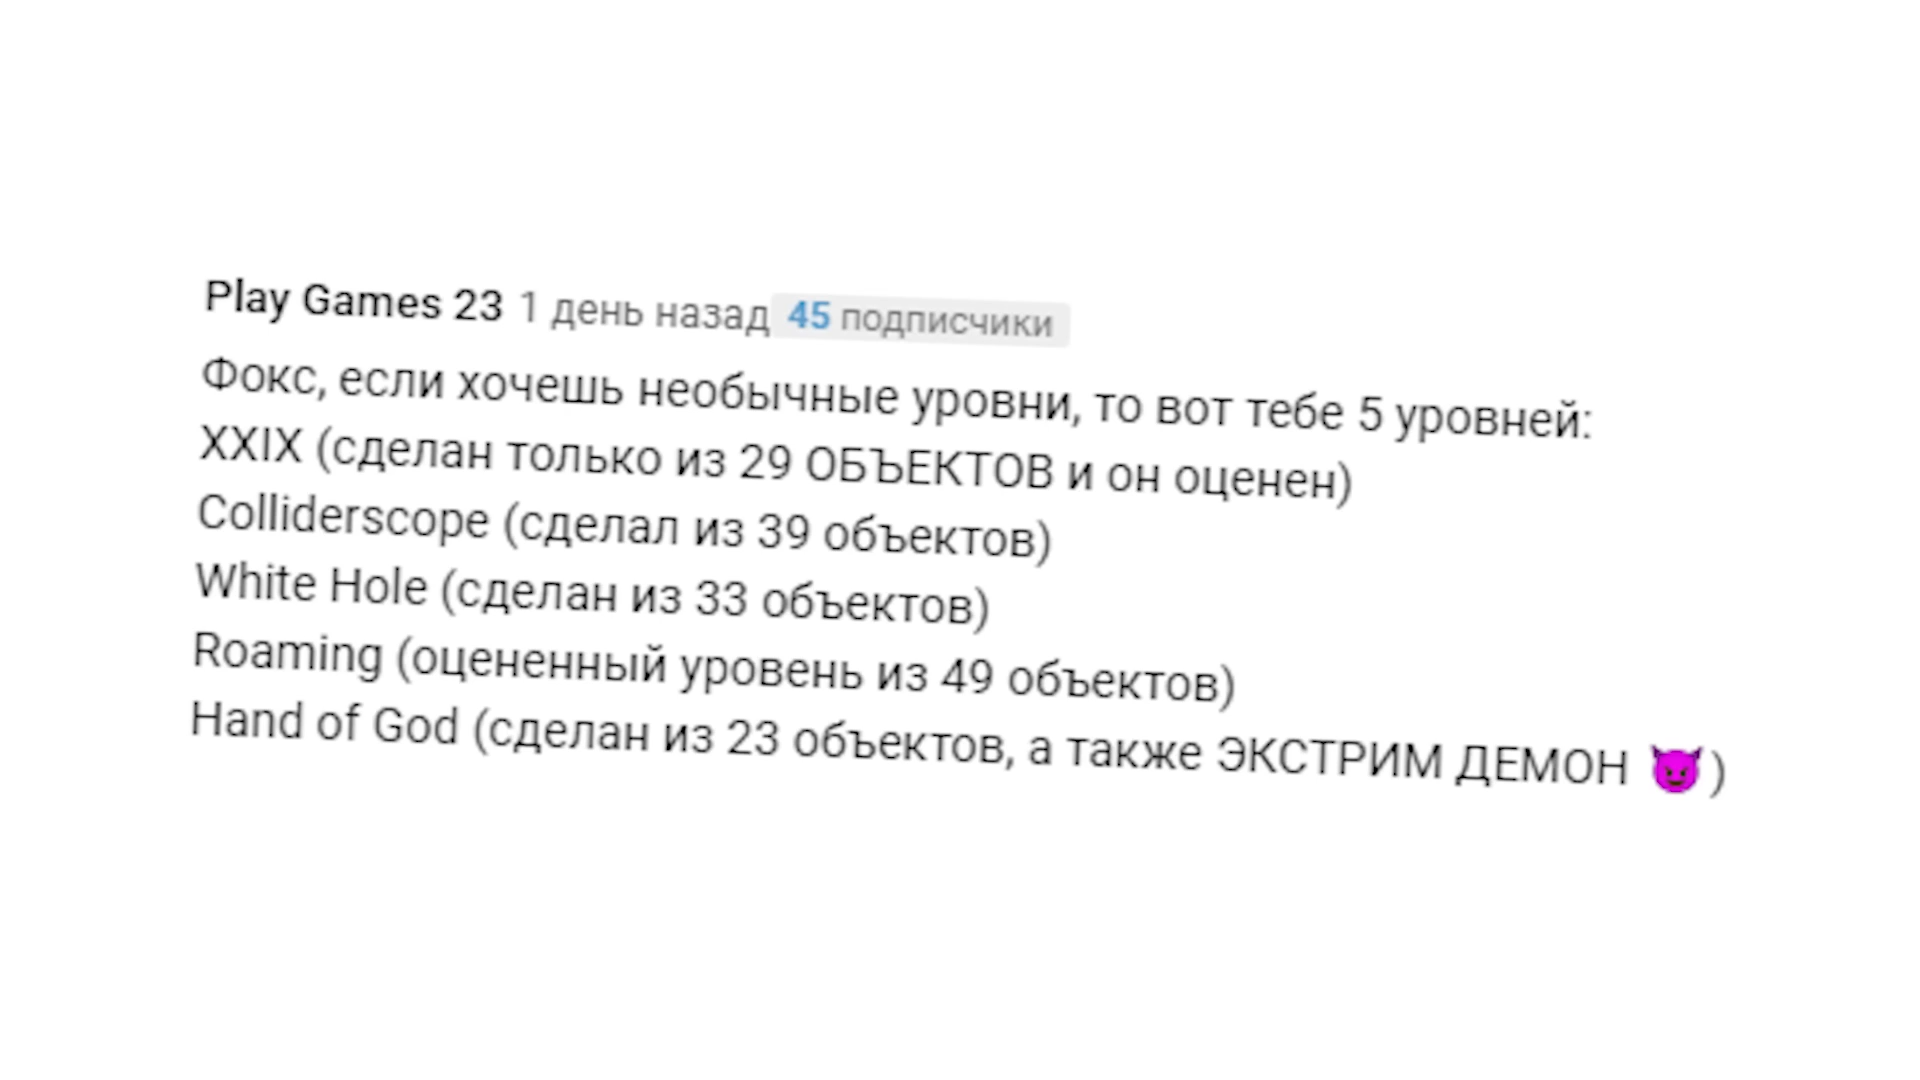 Play Games 23 1 день назад 45 подписчики
Фокс, если хочешь необычные уровни, то вот тебе 5 уровней:
XXIX (сделан только из 29 ОБЪЕКТОВ и он оценен)
Colliderscope (сделал из 39 объектов)
White Hole (сделан из 33 объектов)
Roaming (оцененный уровень из 49 объектов)
Hand of God (сделан из 23 объектов, а также ЭКСТРИМ ДЕМОН 😈)